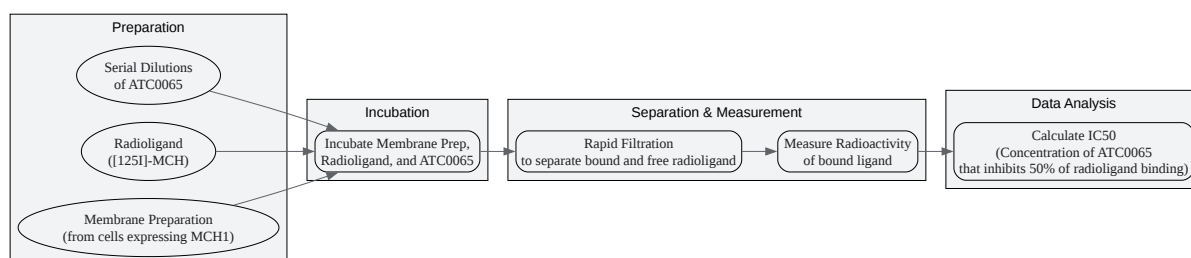 Preparation
Serial Dilutions
of ATC0065
Radioligand
([125I]-MCH)
Membrane Preparation
(from cells expressing MCH1)
Incubation
Incubate Membrane Prep,
Radioligand, and ATC0065
Separation & Measurement
Rapid Filtration
to separate bound and free radioligand
Measure Radioactivity
of bound ligand
Data Analysis
Calculate IC50
(Concentration of ATC0065
that inhibits 50% of radioligand binding)